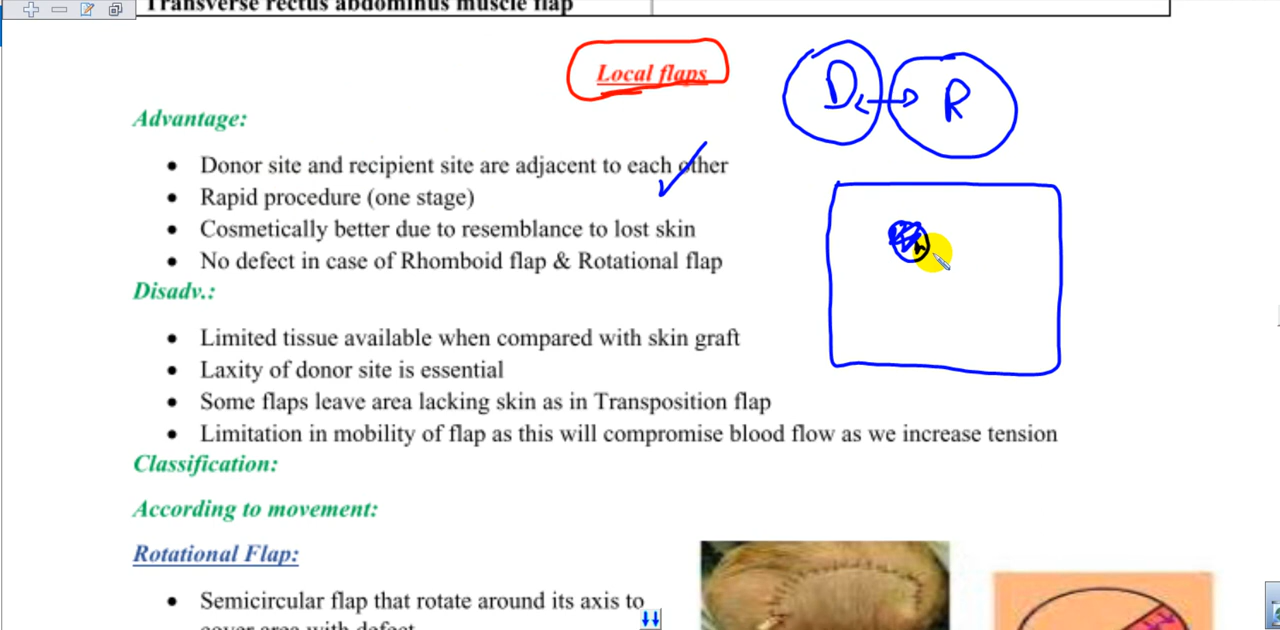 Transverse rectus abdominus muscle flap
Local flaps
D R
Advantage:
• Donor site and recipient site are adjacent to each other
• Rapid procedure (one stage)
• Cosmetically better due to resemblance to lost skin
• No defect in case of Rhomboid flap & Rotational flap
Disadv.:
• Limited tissue available when compared with skin graft
• Laxity of donor site is essential
• Some flaps leave area lacking skin as in Transposition flap
• Limitation in mobility of flap as this will compromise blood flow as we increase tension
Classification:
According to movement:
Rotational Flap:
• Semicircular flap that rotate around its axis to
cover area with defect